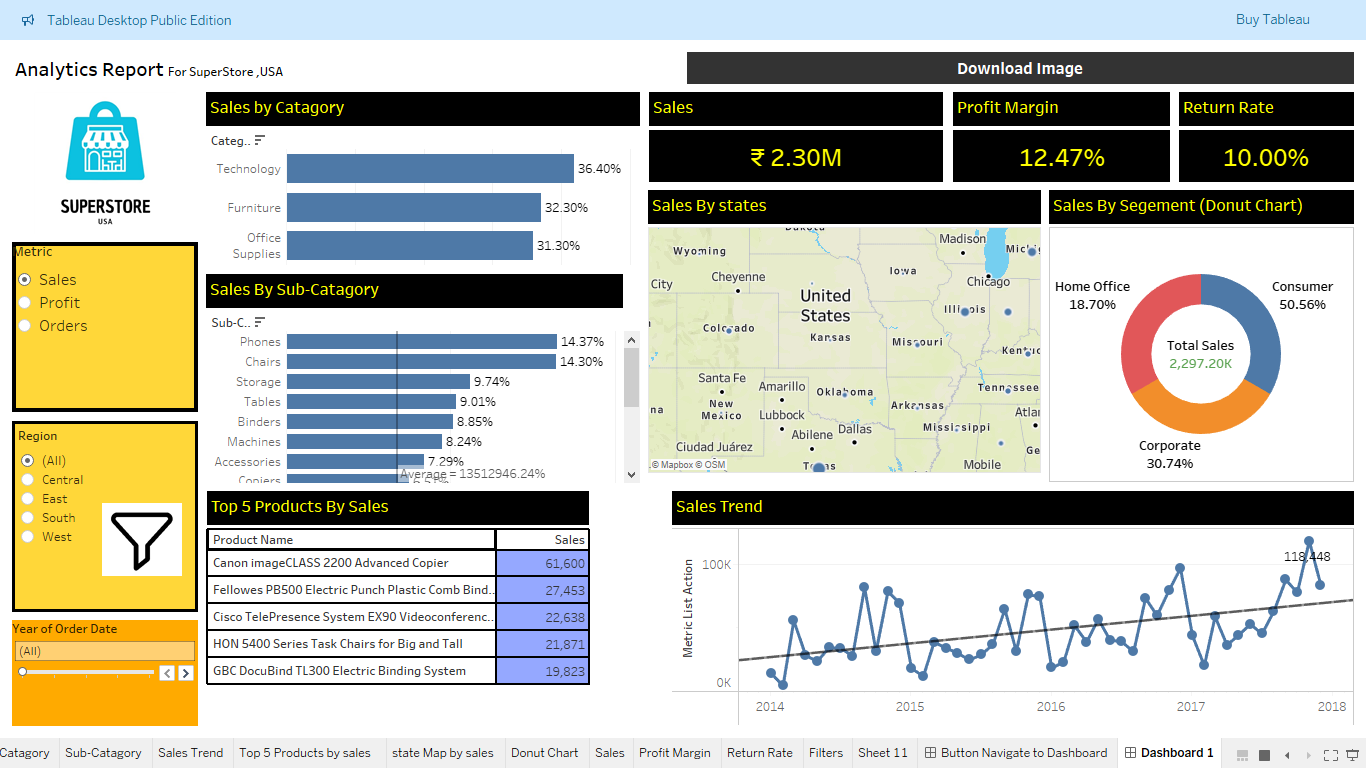 Tableau Desktop Public Edition
Buy Tableau
Analytics Report For SuperStore ,USA
Download Image
SUPERSTORE
USA
Metric
Sales
Profit
Orders
Region
(All)
Central
East
South
West
Year of Order Date
(All)
Sales by Catagory
Categ..
Technology 36.40%
Furniture 32.30%
Office
Supplies 31.30%
Sales By Sub-Catagory
Sub-C..
Phones 14.37%
Chairs 14.30%
Storage 9.74%
Tables 9.01%
Binders 8.85%
Machines 8.24%
Accessories 7.29%
Average = 13512946.24%
Copiers
Top 5 Products By Sales
Product Name Sales
Canon imageCLASS 2200 Advanced Copier 61,600
Fellowes PB500 Electric Punch Plastic Comb Bind.. 27,453
Cisco TelePresence System EX90 Videoconferenc.. 22,638
HON 5400 Series Task Chairs for Big and Tall 21,871
GBC DocuBind TL300 Electric Binding System 19,823
Sales
₹ 2.30M
Profit Margin
12.47%
Return Rate
10.00%
Sales By states
Dakota
Wyoming
Madison
Michig
City
Cheyenne
Iowa
Chicago
United
States
Illinois
Colorado
Kansas
Missouri
Kentuc
Santa Fe
Amarillo
Oklahoma
Tennessee
New
Mexico
na
Lubbock
Arkansas
Atlan
Abilene
Dallas
Mississippi
Ciudad Juárez
Ge
Texas
Mobile
© Mapbox © OSM
Sales By Segement (Donut Chart)
Home Office
18.70%
Consumer
50.56%
Total Sales
2,297.20K
Corporate
30.74%
Sales Trend
Metric List Action
100K
0K
118,448
2014 2015 2016 2017 2018
Catagory Sub-Catagory Sales Trend Top 5 Products by sales state Map by sales Donut Chart Sales Profit Margin Return Rate Filters Sheet 11 Button Navigate to Dashboard Dashboard 1